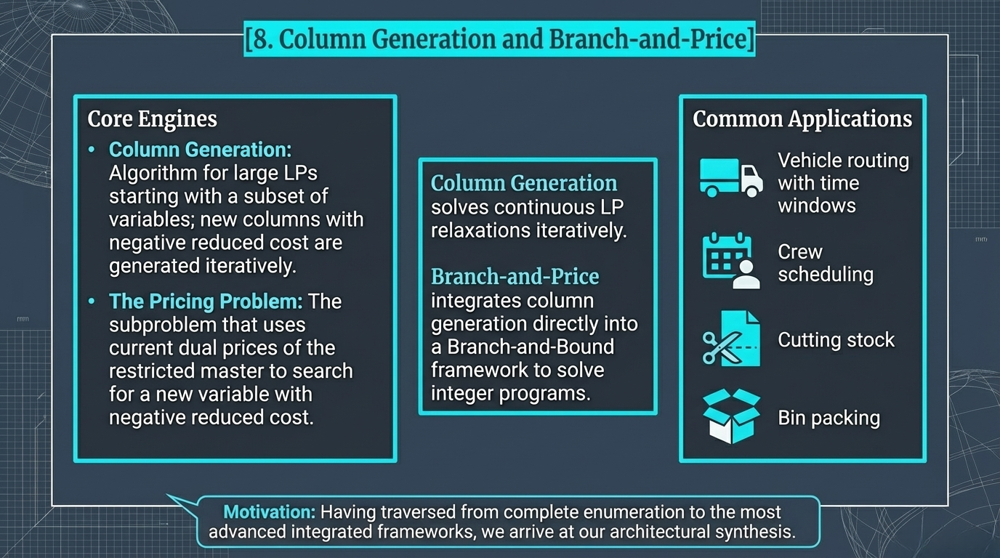 [8. Column Generation and Branch-and-Price]
Core Engines
• Column Generation:
Algorithm for large LPs
starting with a subset of
variables; new columns with
negative reduced cost are
generated iteratively.
• The Pricing Problem: The
subproblem that uses
current dual prices of the
restricted master to search
for a new variable with
negative reduced cost.
Column Generation
solves continuous LP
relaxations iteratively.
Branch-and-Price
integrates column
generation directly into
a Branch-and-Bound
framework to solve
integer programs.
Common Applications
Vehicle routing
with time
windows
Crew
scheduling
Cutting stock
Bin packing
Motivation: Having traversed from complete enumeration to the most
advanced integrated frameworks, we arrive at our architectural synthesis.
mm
mm